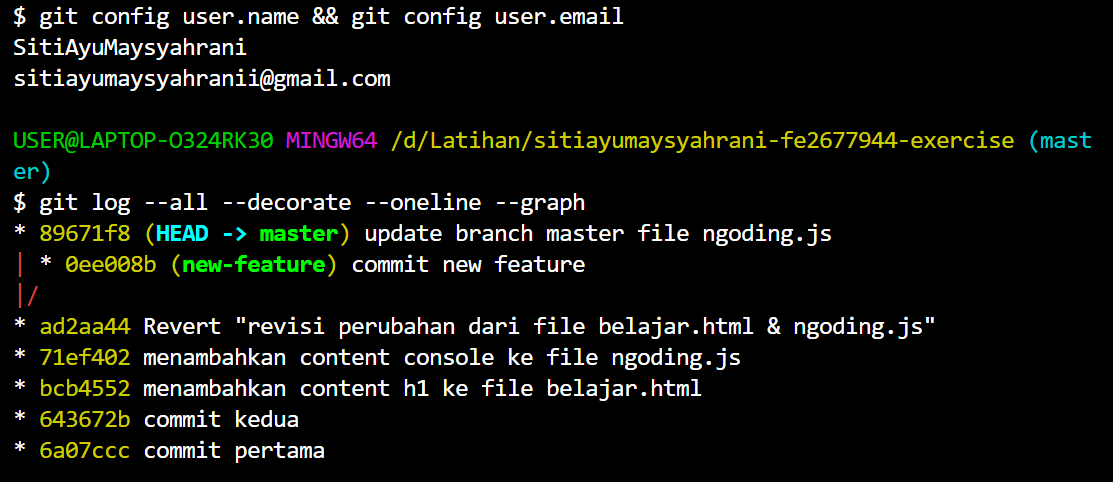 $ git config user.name && git config user.email
SitiAyuMaysyahrani
sitiayumaysyahranii@gmail.com
USER@LAPTOP-O324RK30 MINGW64 /d/Latihan/sitiayumaysyahrani-fe2677944-exercise (mast
er)
$ git log --all --decorate --oneline --graph
* 89671f8 (HEAD -> master) update branch master file ngoding.js
| * 0ee008b (new-feature) commit new feature
|/
* ad2aa44 Revert "revisi perubahan dari file belajar.html & ngoding.js"
* 71ef402 menambahkan content console ke file ngoding.js
* bcb4552 menambahkan content h1 ke file belajar.html
* 643672b commit kedua
* 6a07ccc commit pertama